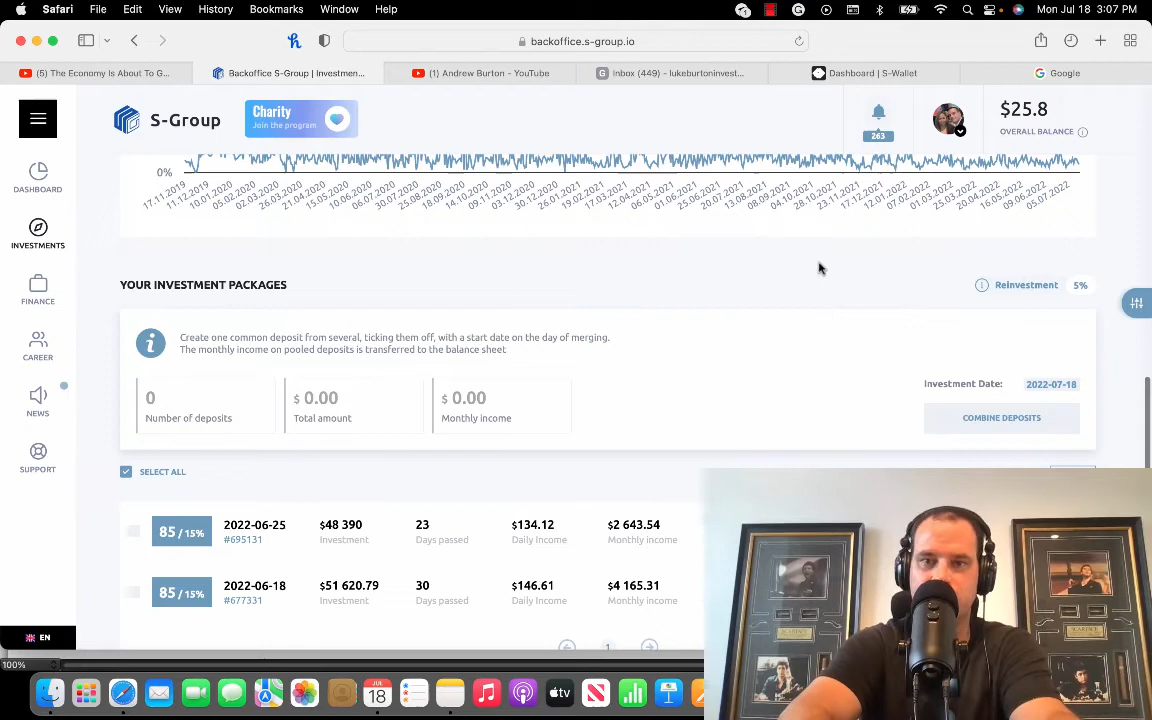 Safari File Edit View History Bookmarks Window Help Mon Jul 18 3:07 PM
backoffice.s-group.io
(5) The Economy Is About To G... Backoffice S-Group | Investmen... (1) Andrew Burton - YouTube Inbox (449) - lukeburtoninvest... Dashboard | S-Wallet Google
S-Group
Charity
Join the program
263
$25.8
OVERALL BALANCE
DASHBOARD
INVESTMENTS
FINANCE
CAREER
NEWS
SUPPORT
EN
0%
17.11.2019 11.12.2019 10.01.2020 05.02.2020 02.03.2020 26.03.2020 21.04.2020 15.05.2020 10.06.2020 06.07.2020 30.07.2020 25.08.2020 18.09.2020 14.10.2020 09.11.2020 03.12.2020 30.12.2020 26.01.2021 19.02.2021 17.03.2021 12.04.2021 06.05.2021 01.06.2021 25.06.2021 20.07.2021 13.08.2021 08.09.2021 04.10.2021 28.10.2021 23.11.2021 17.12.2021 12.01.2022 07.02.2022 03.03.2022 25.03.2022 20.04.2022 16.05.2022 09.06.2022 05.07.2022
YOUR INVESTMENT PACKAGES
Reinvestment 5%
Create one common deposit from several, ticking them off, with a start date on the day of merging.
The monthly income on pooled deposits is transferred to the balance sheet
0
Number of deposits
$ 0.00
Total amount
$ 0.00
Monthly income
Investment Date: 2022-07-18
COMBINE DEPOSITS
SELECT ALL
85 / 15% 2022-06-25 $48 390 23 $134.12 $2 643.54
#695131 Investment Days passed Daily Income Monthly income
85 / 15% 2022-06-18 $51 620.79 30 $146.61 $4 165.31
#677331 Investment Days passed Daily Income Monthly income
1
100%
JUL
18
SCARFACE
SCARFACE